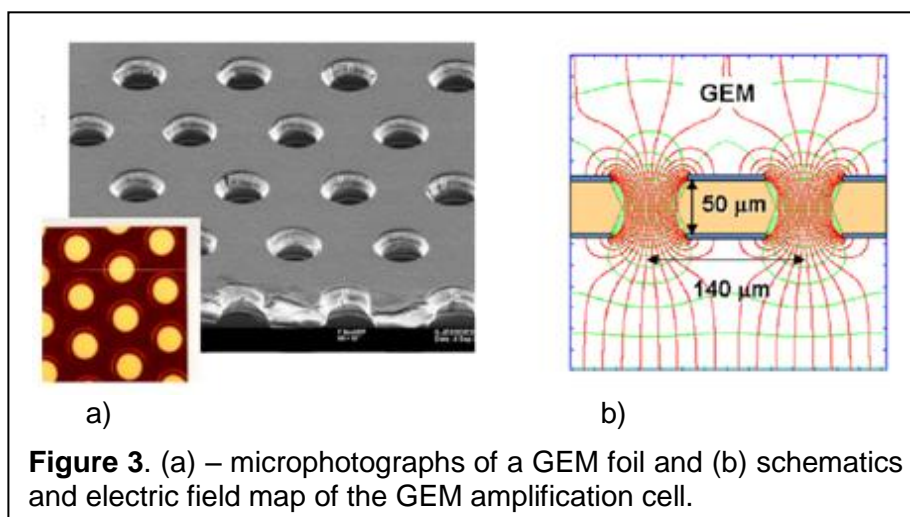 GEM
50 μm
140 μm
a)
b)
Figure 3. (a) – microphotographs of a GEM foil and (b) schematics
and electric field map of the GEM amplification cell.